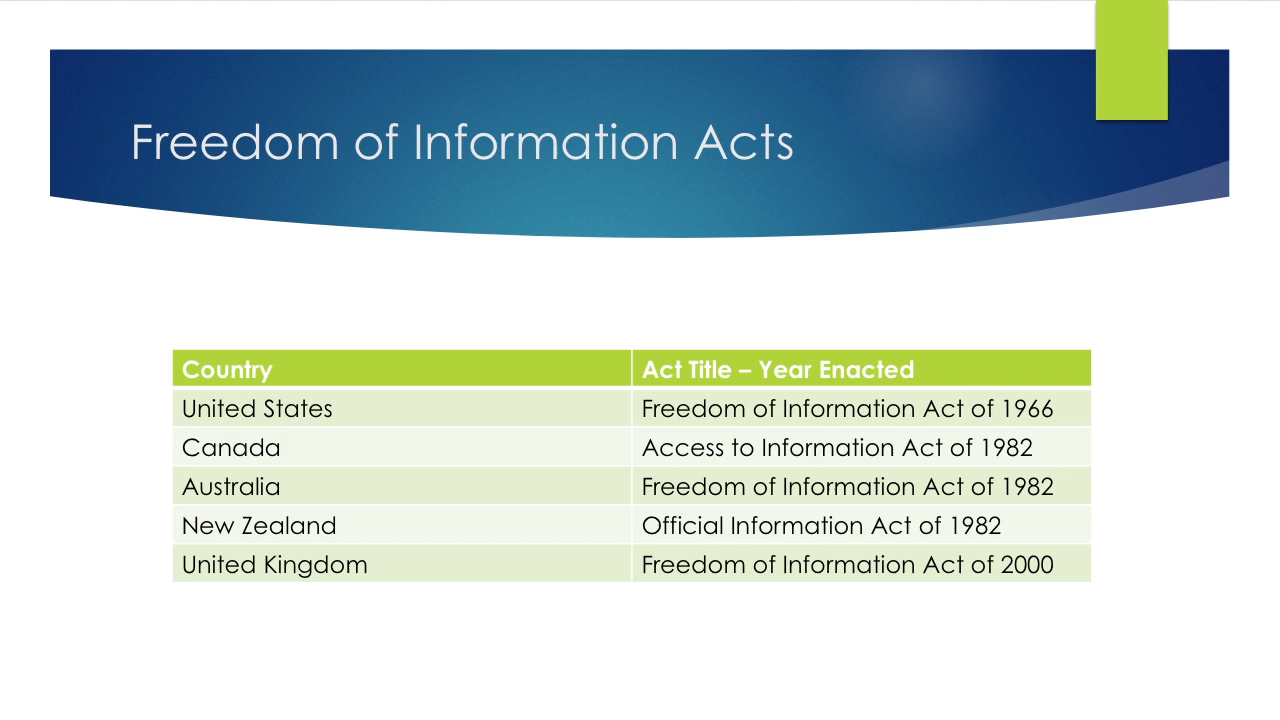 Freedom of Information Acts
Country Act Title – Year Enacted
United States Freedom of Information Act of 1966
Canada Access to Information Act of 1982
Australia Freedom of Information Act of 1982
New Zealand Official Information Act of 1982
United Kingdom Freedom of Information Act of 2000